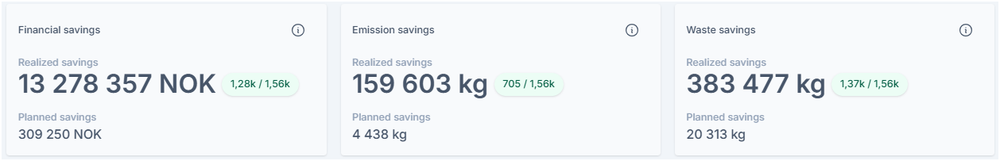 Financial savings
Realized savings
13 278 357 NOK 1,28k / 1,56k
Planned savings
309 250 NOK
Emission savings
Realized savings
159 603 kg 705 / 1,56k
Planned savings
4 438 kg
Waste savings
Realized savings
383 477 kg 1,37k / 1,56k
Planned savings
20 313 kg